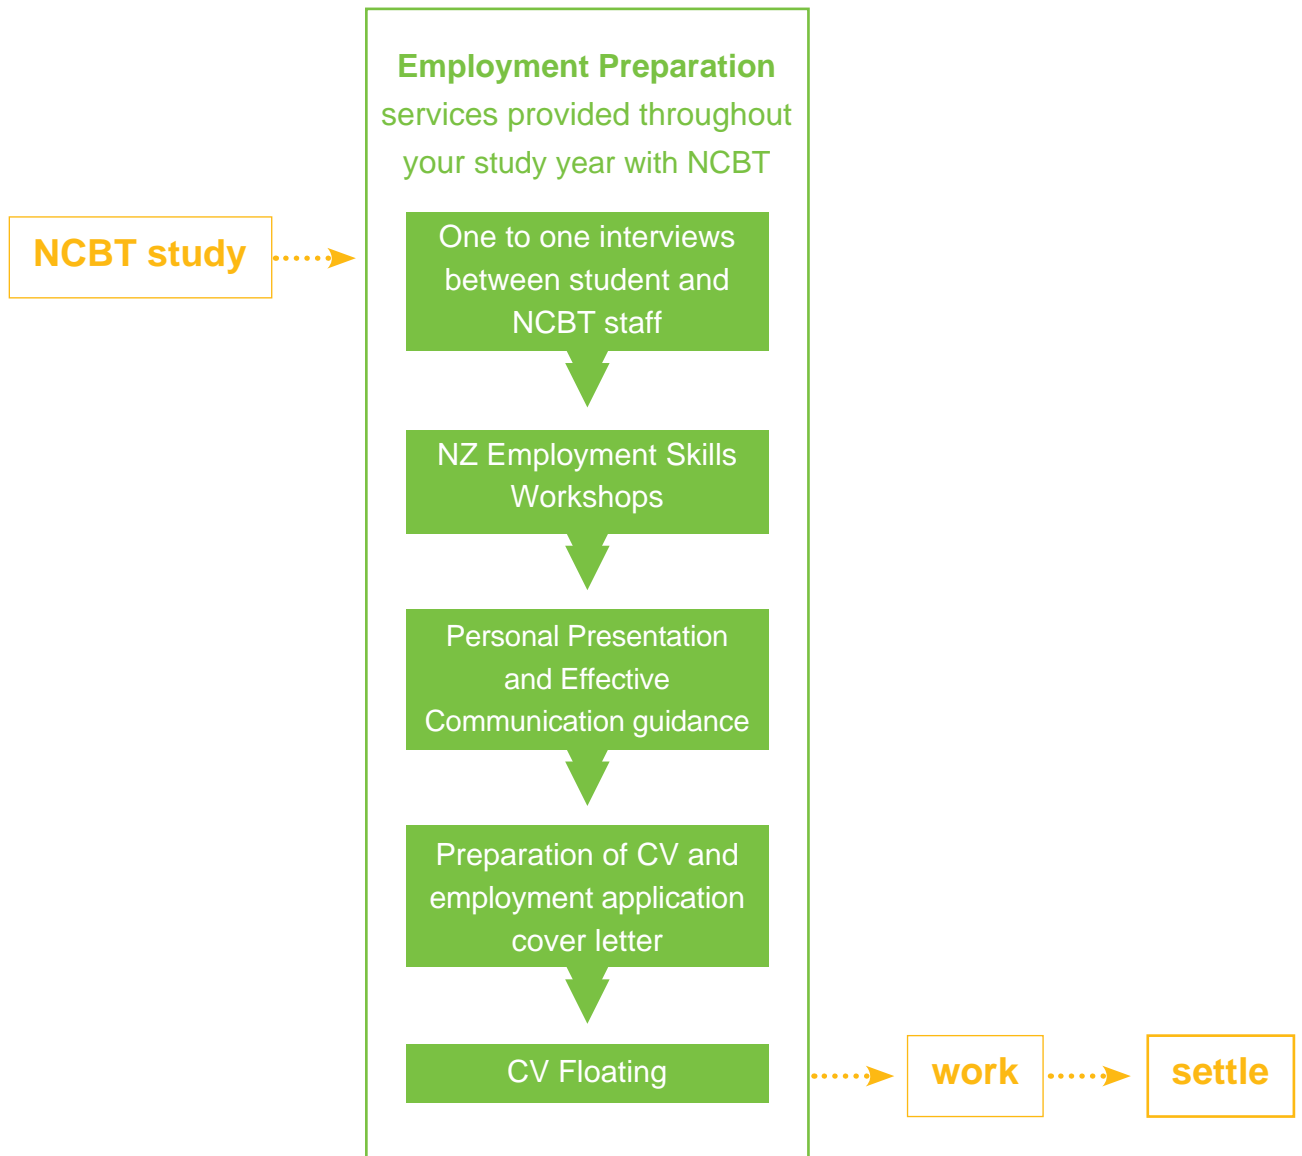 Employment Preparation
services provided throughout
your study year with NCBT
NCBT study
One to one interviews
between student and
NCBT staff
NZ Employment Skills
Workshops
Personal Presentation
and Effective
Communication guidance
Preparation of CV and
employment application
cover letter
CV Floating
work
settle